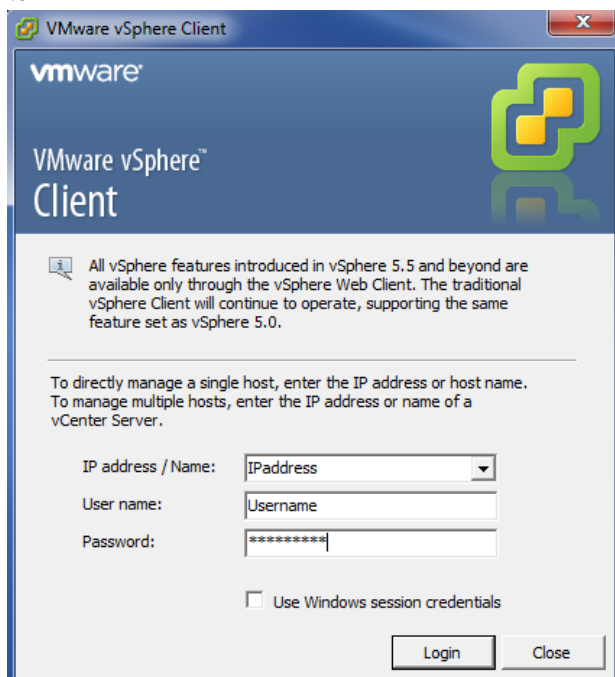 VMware vSphere Client
vmware
VMware vSphere™
Client
All vSphere features introduced in vSphere 5.5 and beyond are
available only through the vSphere Web Client. The traditional
vSphere Client will continue to operate, supporting the same
feature set as vSphere 5.0.
To directly manage a single host, enter the IP address or host name.
To manage multiple hosts, enter the IP address or name of a
vCenter Server.
IP address / Name: IPaddress
User name: Username
Password: *********
Use Windows session credentials
Login Close